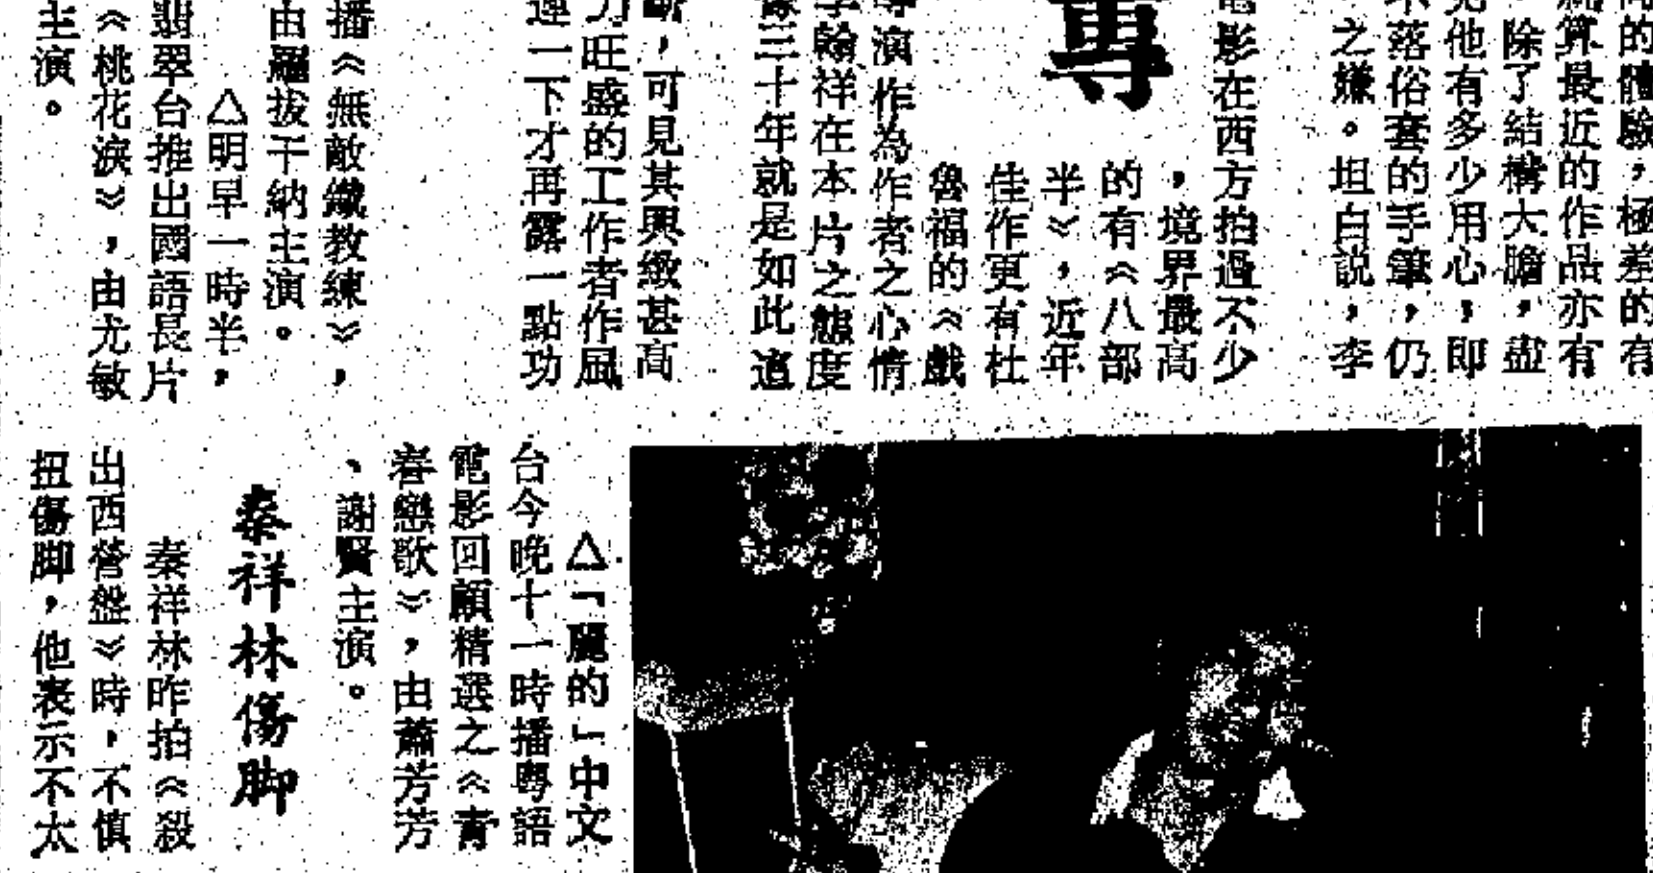 的體驗，極差的有
算最近的作品亦有
除了結構大膽，盡
他有多少用心，即
落俗套的手筆，仍
之嫌。坦白說，李
電影在西方拍過不少
，境界最高
的有《八部
半》，近年
佳作更有杜
魯福的《戲
導演作為作者之心情
李翰祥在本片之態度
像三十年就是如此這
斷，可見其興緻甚高
力旺盛的工作者作風
運一下才再露一點功
播《無敵鐵教練》，
由羅拔干納主演。
△明早一時半，
翡翠台推出國語長片
《桃花淚》，由尤敏
主演。
△「麗的」中文
台今晚十一時播粵語
電影回顧精選之《青
春戀歌》，由蕭芳芳
、謝賢主演。
秦祥林傷脚
秦祥林昨拍《殺
出西營盤》時，不慎
扭傷脚，他表示不太